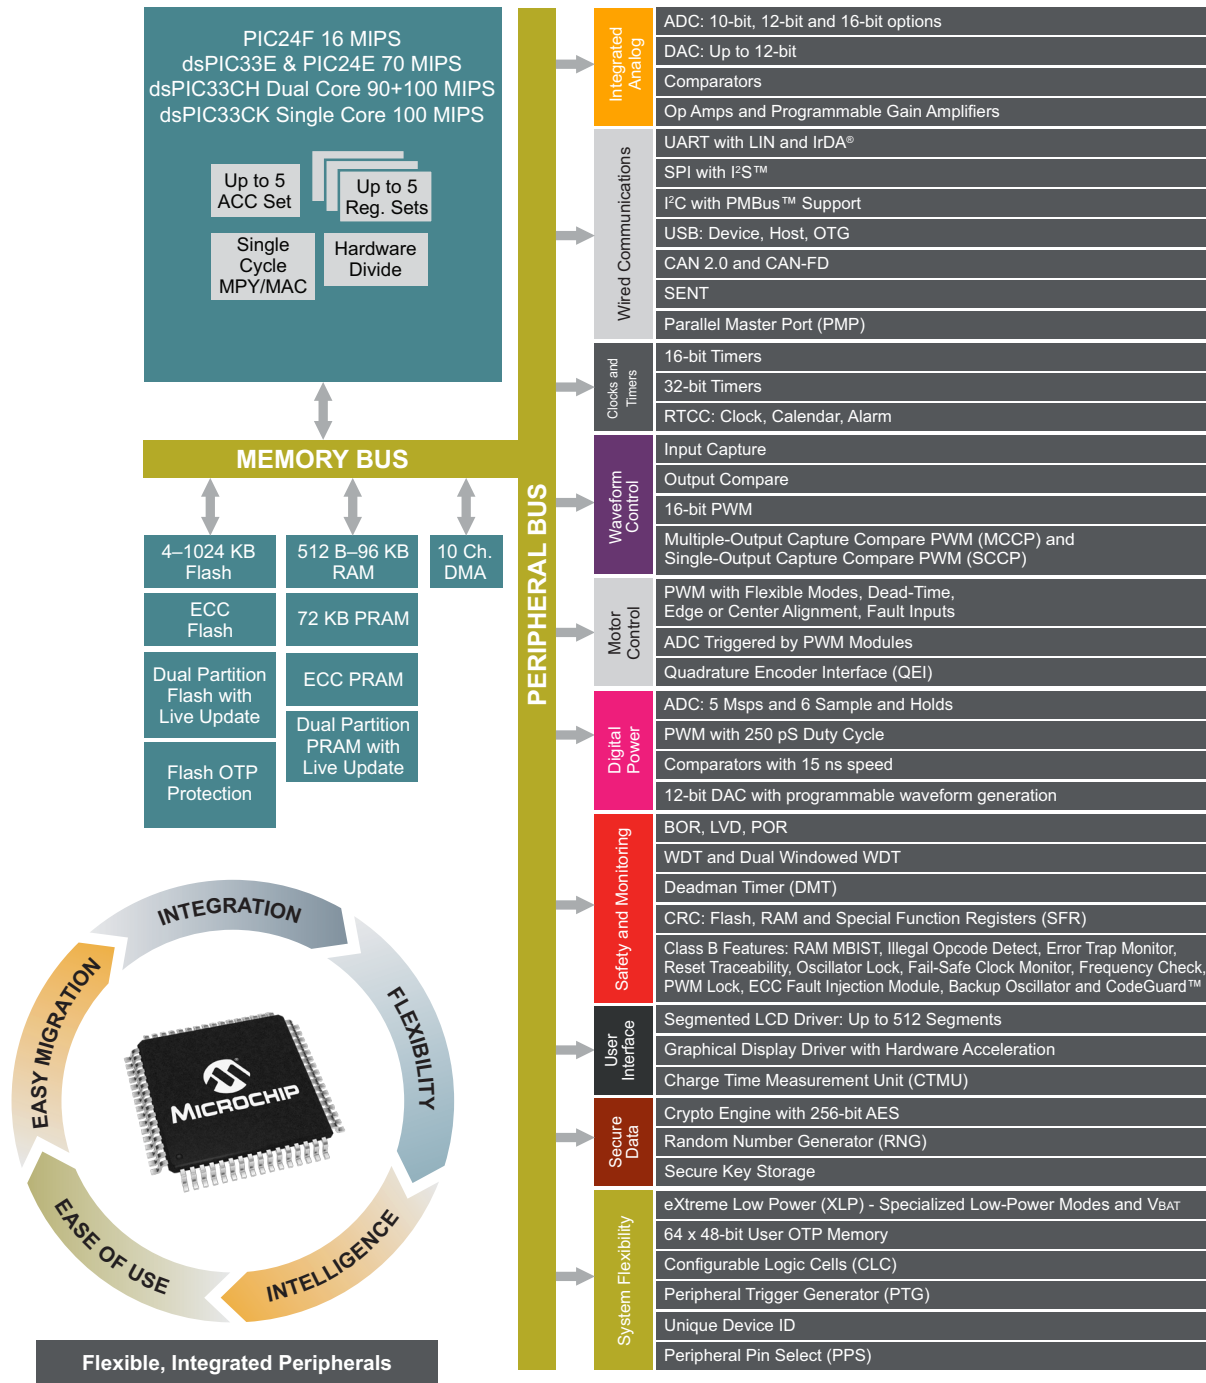 PIC24F 16 MIPS
dsPIC33E & PIC24E 70 MIPS
dsPIC33CH Dual Core 90+100 MIPS
dsPIC33CK Single Core 100 MIPS
Up to 5
ACC Set
Up to 5
Reg. Sets
Single
Cycle
MPY/MAC
Hardware
Divide
MEMORY BUS
4–1024 KB
Flash
ECC
Flash
Dual Partition
Flash with
Live Update
Flash OTP
Protection
512 B–96 KB
RAM
72 KB PRAM
ECC PRAM
Dual Partition
PRAM with
Live Update
10 Ch.
DMA
PERIPHERAL BUS
Integrated
Analog
ADC: 10-bit, 12-bit and 16-bit options
DAC: Up to 12-bit
Comparators
Op Amps and Programmable Gain Amplifiers
Wired Communications
UART with LIN and IrDA®
SPI with I²S™
I²C with PMBus™ Support
USB: Device, Host, OTG
CAN 2.0 and CAN-FD
SENT
Parallel Master Port (PMP)
Clocks and
Timers
16-bit Timers
32-bit Timers
RTCC: Clock, Calendar, Alarm
Waveform
Control
Input Capture
Output Compare
16-bit PWM
Multiple-Output Capture Compare PWM (MCCP) and
Single-Output Capture Compare PWM (SCCP)
Motor
Control
PWM with Flexible Modes, Dead-Time,
Edge or Center Alignment, Fault Inputs
ADC Triggered by PWM Modules
Quadrature Encoder Interface (QEI)
Digital
Power
ADC: 5 Msps and 6 Sample and Holds
PWM with 250 pS Duty Cycle
Comparators with 15 ns speed
12-bit DAC with programmable waveform generation
Safety and Monitoring
BOR, LVD, POR
WDT and Dual Windowed WDT
Deadman Timer (DMT)
CRC: Flash, RAM and Special Function Registers (SFR)
Class B Features: RAM MBIST, Illegal Opcode Detect, Error Trap Monitor,
Reset Traceability, Oscillator Lock, Fail-Safe Clock Monitor, Frequency Check,
PWM Lock, ECC Fault Injection Module, Backup Oscillator and CodeGuard™
User
Interface
Segmented LCD Driver: Up to 512 Segments
Graphical Display Driver with Hardware Acceleration
Charge Time Measurement Unit (CTMU)
Secure
Data
Crypto Engine with 256-bit AES
Random Number Generator (RNG)
Secure Key Storage
System Flexibility
eXtreme Low Power (XLP) - Specialized Low-Power Modes and VBAT
64 x 48-bit User OTP Memory
Configurable Logic Cells (CLC)
Peripheral Trigger Generator (PTG)
Unique Device ID
Peripheral Pin Select (PPS)
INTEGRATION
FLEXIBILITY
INTELLIGENCE
EASE OF USE
EASY MIGRATION
MICROCHIP
Flexible, Integrated Peripherals